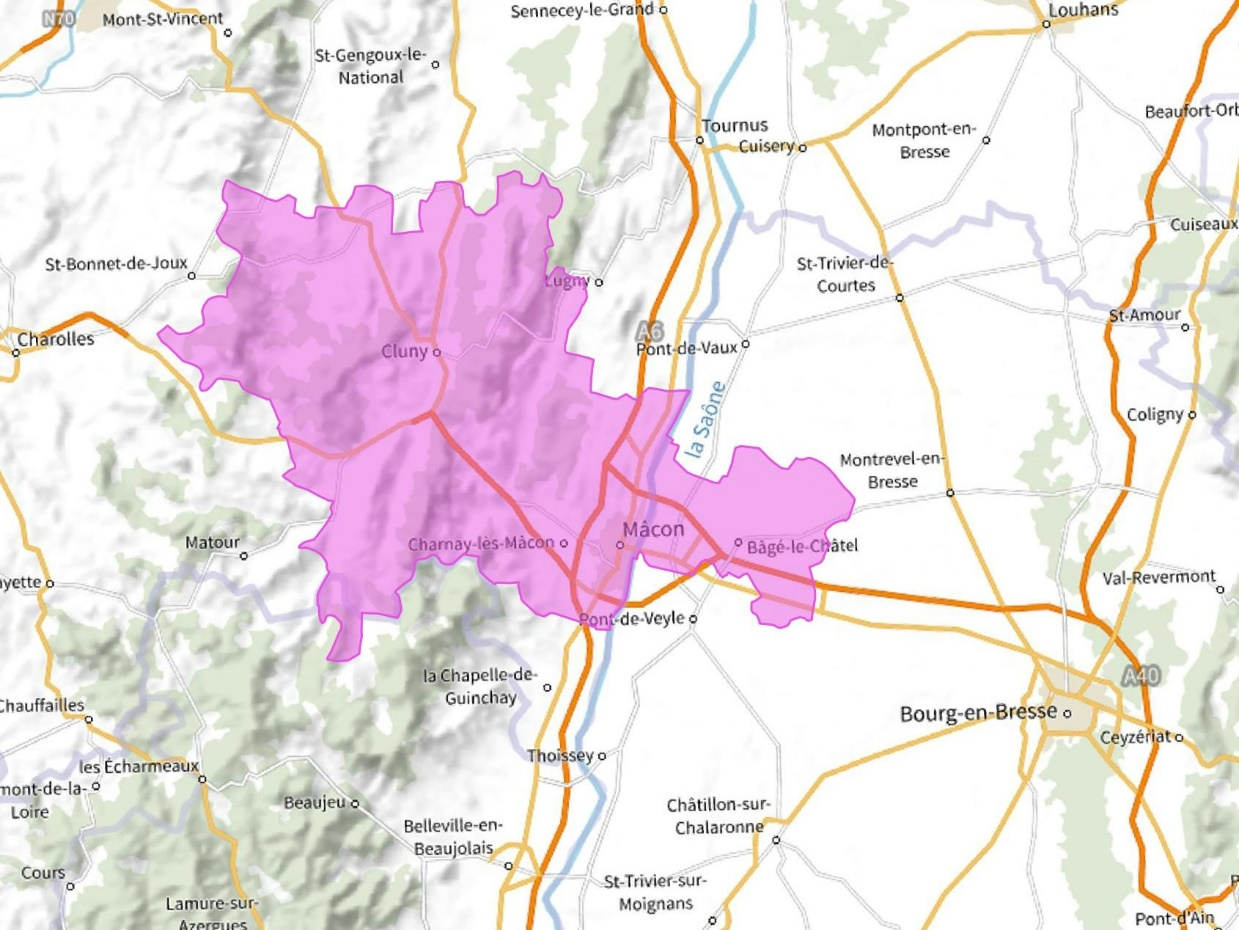 N70
Mont-St-Vincent
Sennecey-le-Grand
Louhans
St-Gengoux-le-
National
Beaufort-Orb
Tournus
Cuisery
Montpont-en-
Bresse
Cuiseaux
St-Bonnet-de-Joux
Lugny
St-Trivier-de-
Courtes
St-Amour
Charolles
Cluny
A6
Pont-de-Vaux
la Saône
Coligny
Montrevel-en-
Bresse
Mâcon
Matour
Charnay-lès-Mâcon
Bâgé-le-Châtel
ayette
Val-Revermont
Pont-de-Veyle
la Chapelle-de-
Guinchay
A40
Chauffailles
Bourg-en-Bresse
Ceyzériat
Thoissey
les Écharmeaux
mont-de-la-
Loire
Beaujeu
Châtillon-sur-
Chalaronne
Belleville-en-
Beaujolais
Cours
St-Trivier-sur-
Moignans
Lamure-sur-
Azergues
Pont-d'Ain